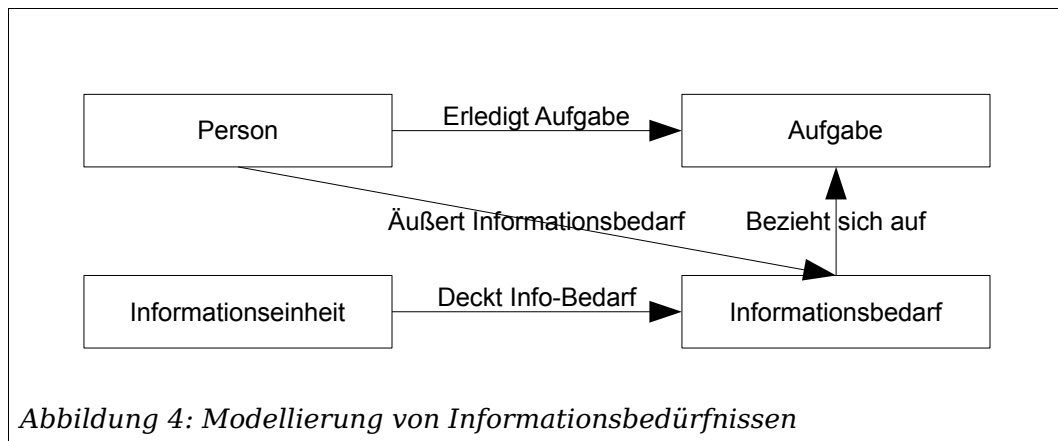 Person
Erledigt Aufgabe
Aufgabe
Äußert Informationsbedarf
Bezieht sich auf
Informationseinheit
Deckt Info-Bedarf
Informationsbedarf
Abbildung 4: Modellierung von Informationsbedürfnissen